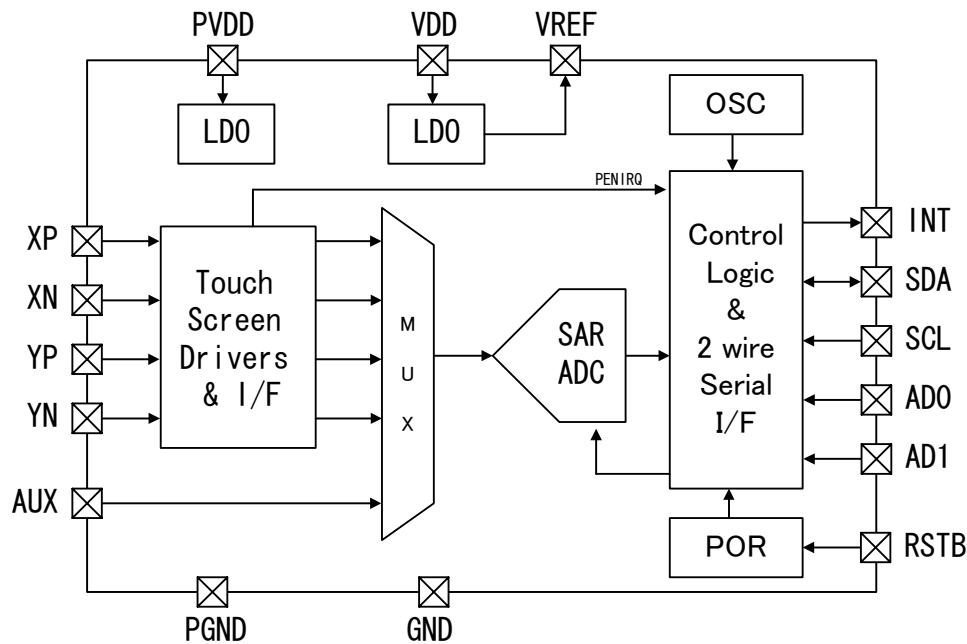 PVDD
VDD
VREF
LDO
LDO
OSC
PENIRQ
XP
XN
YP
YN
AUX
Touch
Screen
Drivers
& I/F
M
U
X
SAR
ADC
Control
Logic
&
2 wire
Serial
I/F
INT
SDA
SCL
AD0
AD1
POR
RSTB
PGND
GND